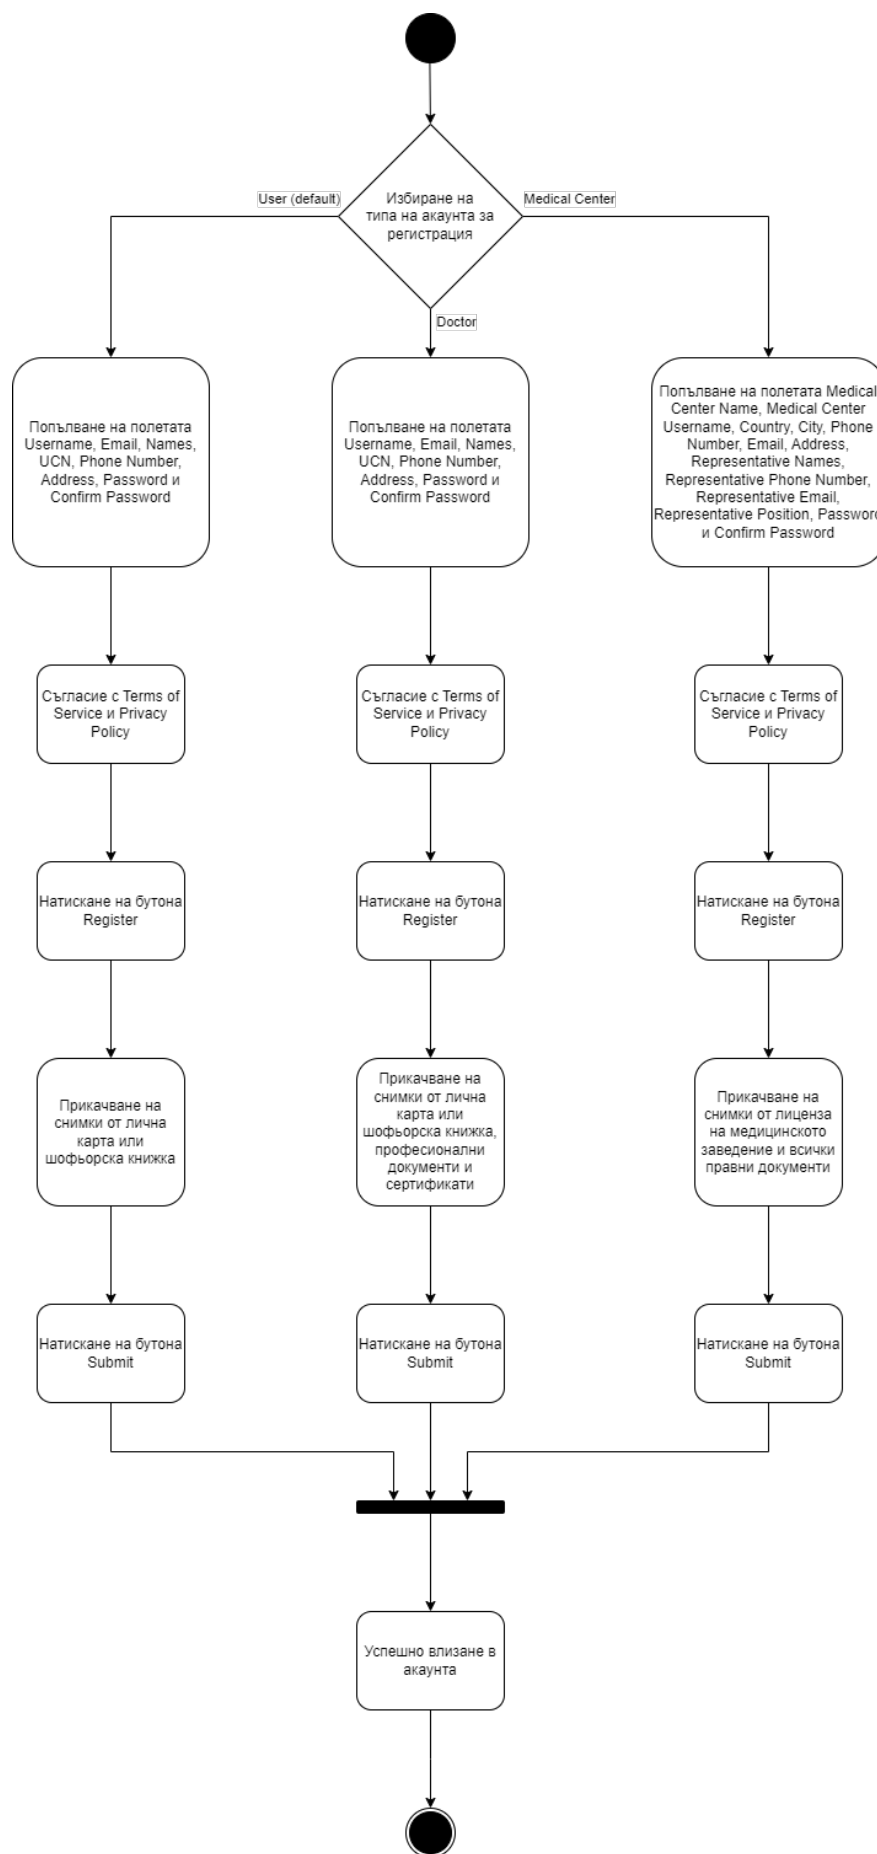 Избиране на
типа на акаунта за
регистрация
User (default)
Medical Center
Doctor
Попълване на полетата
Username, Email, Names,
UCN, Phone Number,
Address, Password и
Confirm Password
Попълване на полетата
Username, Email, Names,
UCN, Phone Number,
Address, Password и
Confirm Password
Попълване на полетата Medical
Center Name, Medical Center
Username, Country, City, Phone
Number, Email, Address,
Representative Names,
Representative Phone Number,
Representative Email,
Representative Position, Password
и Confirm Password
Съгласие с Terms of
Service и Privacy
Policy
Съгласие с Terms of
Service и Privacy
Policy
Съгласие с Terms of
Service и Privacy
Policy
Натискане на бутона
Register
Натискане на бутона
Register
Натискане на бутона
Register
Прикачване на
снимки от лична
карта или
шофьорска книжка
Прикачване на
снимки от лична
карта или
шофьорска книжка,
професионални
документи и
сертификати
Прикачване на
снимки от лиценза
на медицинското
заведение и всички
правни документи
Натискане на бутона
Submit
Натискане на бутона
Submit
Натискане на бутона
Submit
Успешно влизане в
акаунта